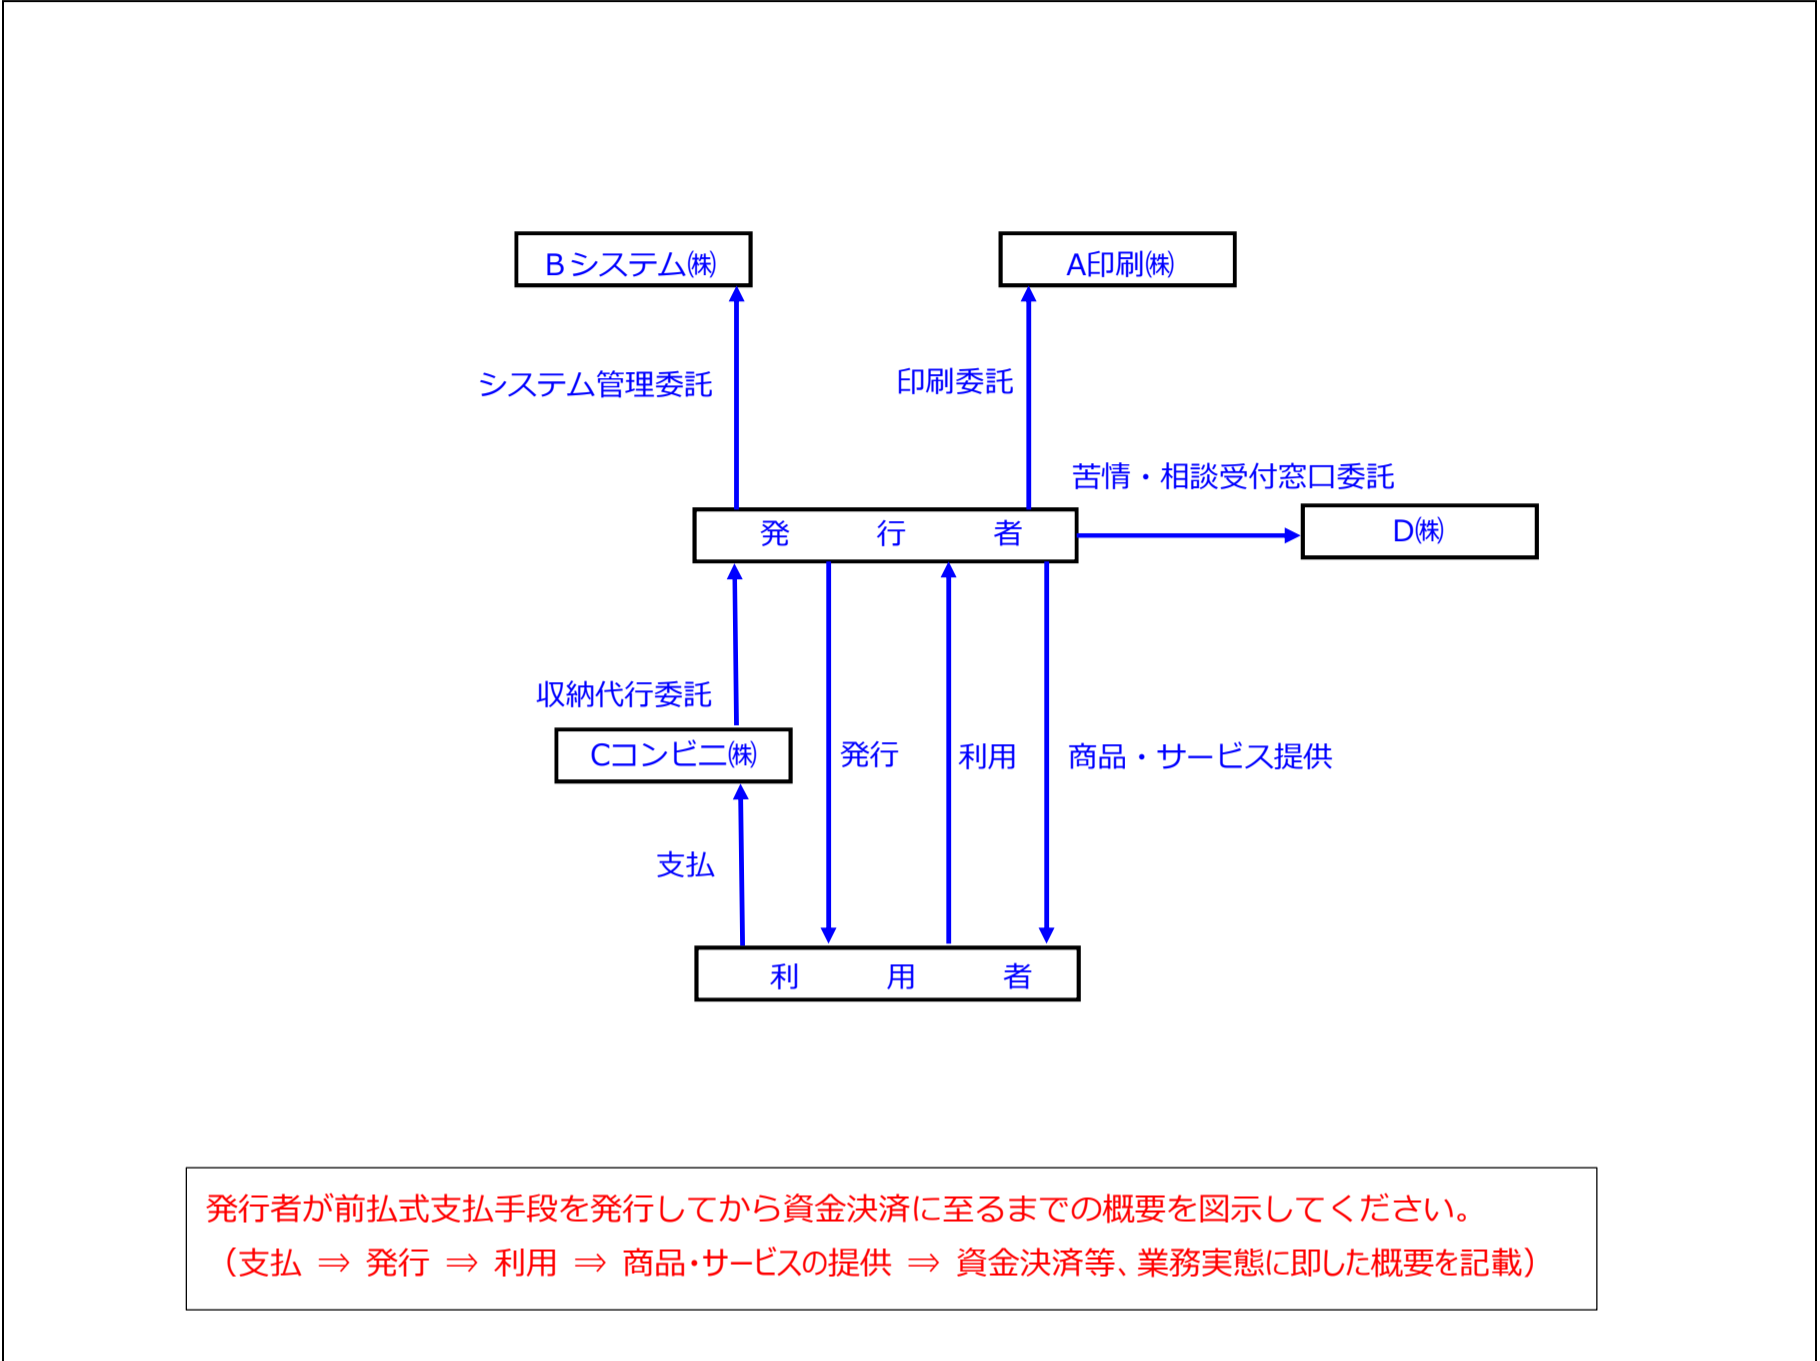 Bシステム㈱
A印刷㈱
システム管理委託
印刷委託
苦情・相談受付窓口委託
発　行　者
D㈱
収納代行委託
Cコンビニ㈱
発行
利用
商品・サービス提供
支払
利　用　者
発行者が前払式支払手段を発行してから資金決済に至るまでの概要を図示してください。
（支払 ⇒ 発行 ⇒ 利用 ⇒ 商品・サービスの提供 ⇒ 資金決済等、業務実態に即した概要を記載）